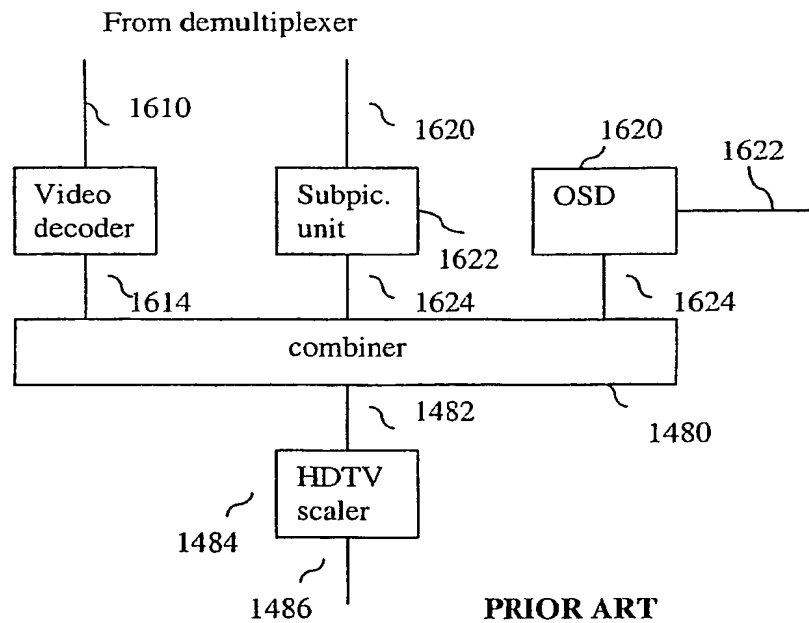 From demultiplexer
1610
1620
1620
1622
Video
decoder
Subpic.
unit
OSD
1622
1614
1624
1624
combiner
1482
1480
HDTV
scaler
1484
1486
PRIOR ART